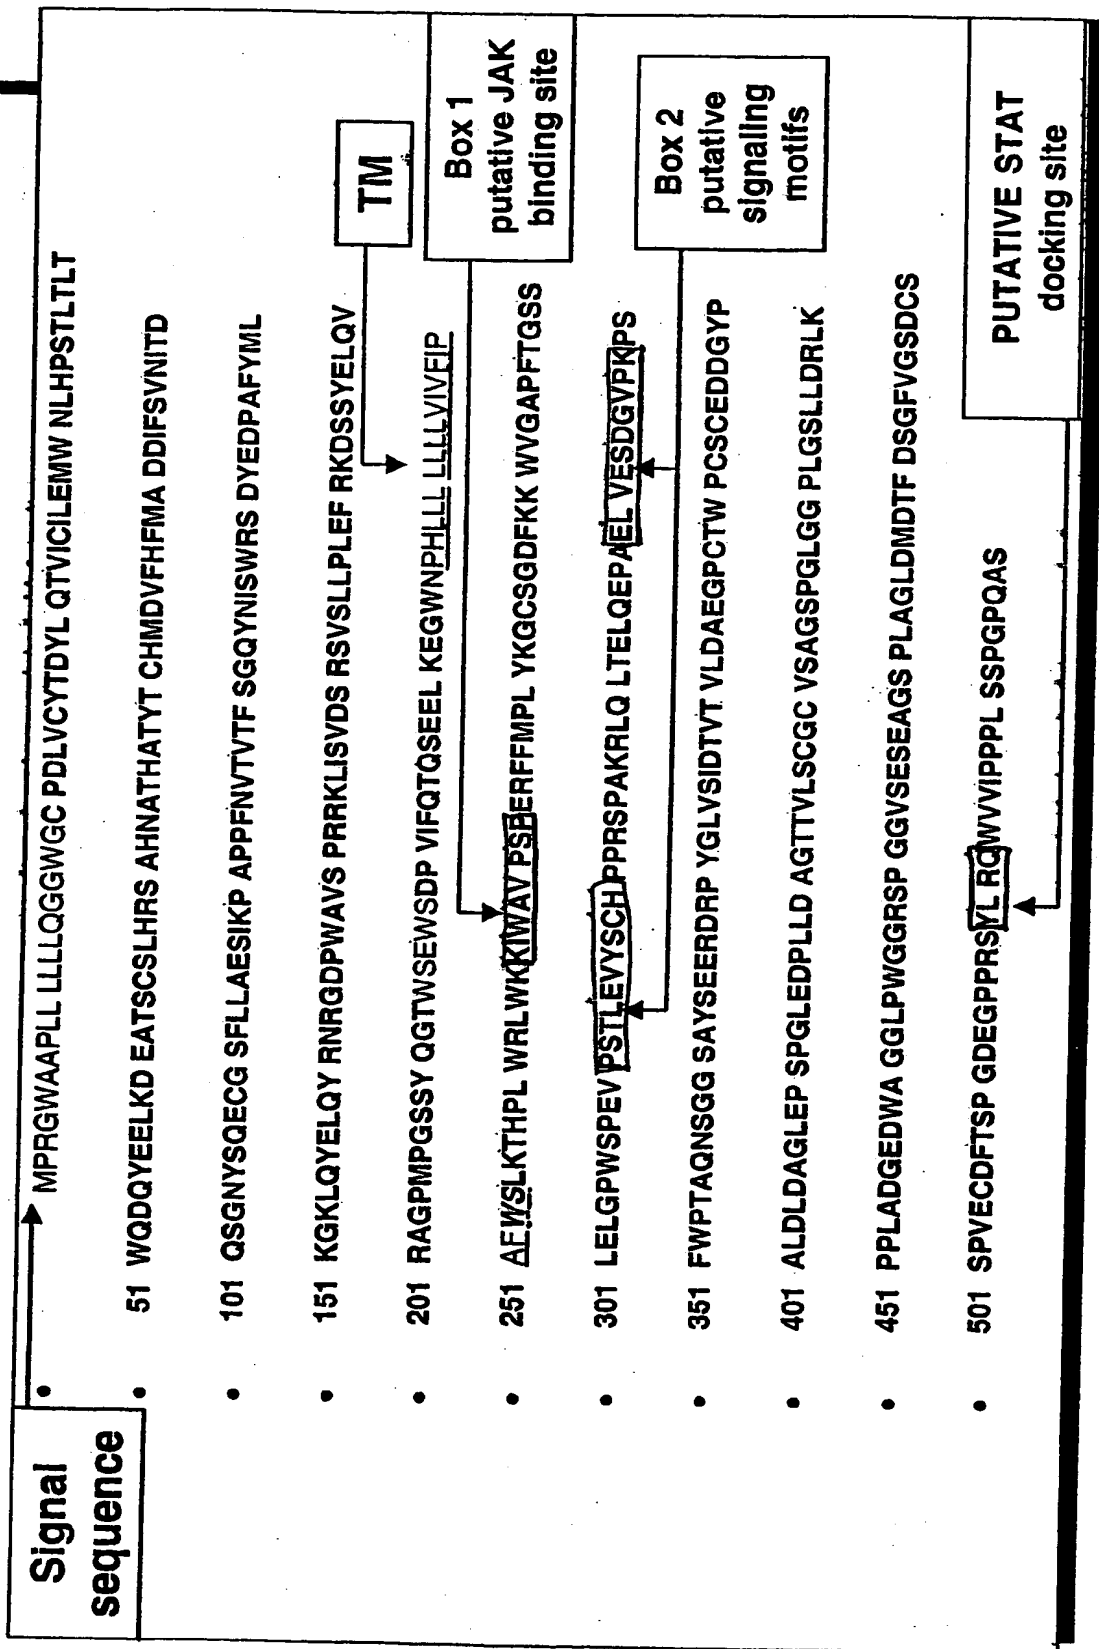 Signal
sequence
MPRGWAAPLL LLLLQGGWGC PDLVCYTDYL QTVICILEMW NLHPSTLTLT
51 WQDQYEELKD EATSCSLHRS AHNATHATYT CHMDVFHFMA DDIFSVNITD
101 QSGNYSQECG SFLLAESIKP APPFNVTVTF SGQYNISWRS DYEDPAFYML
151 KGKLQYELQY RNRGDPWAVS PRRKLISVDS RSVSLLPLEF RKDSSYELQV
TM
201 RAGPMPGSSY QGTWSEWSDP VIFQTQSEEL KEGWNPHLLL LLLLVIVFIP
Box 1
putative JAK
binding site
251 AFWSLKTHPL WRLWKKIWAV PSPERFFMPL YKGCSGDFKK WVGAPFTGSS
301 LELGPWSPEV PSTLEVYSCH PPRSPAKRLQ LTELQEPAEL VESDGVPKPS
Box 2
putative
signaling
motifs
351 FWPTAQNSGG SAYSEERDRP YGLVSIDTVT VLDAEGPCTW PCSCEDDGYP
401 ALDLDAGLEP SPGLEDPLLD AGTTVLSCGC VSAGSPGLGG PLGSLLDRLK
451 PPLADGEDWA GGLPWGGRSP GGVSESEAGS PLAGLDMDTF DSGFVGSDCS
501 SPVECDFTSP GDEGPPRSYL RQWVVIPPPL SSPGPQAS
PUTATIVE STAT
docking site